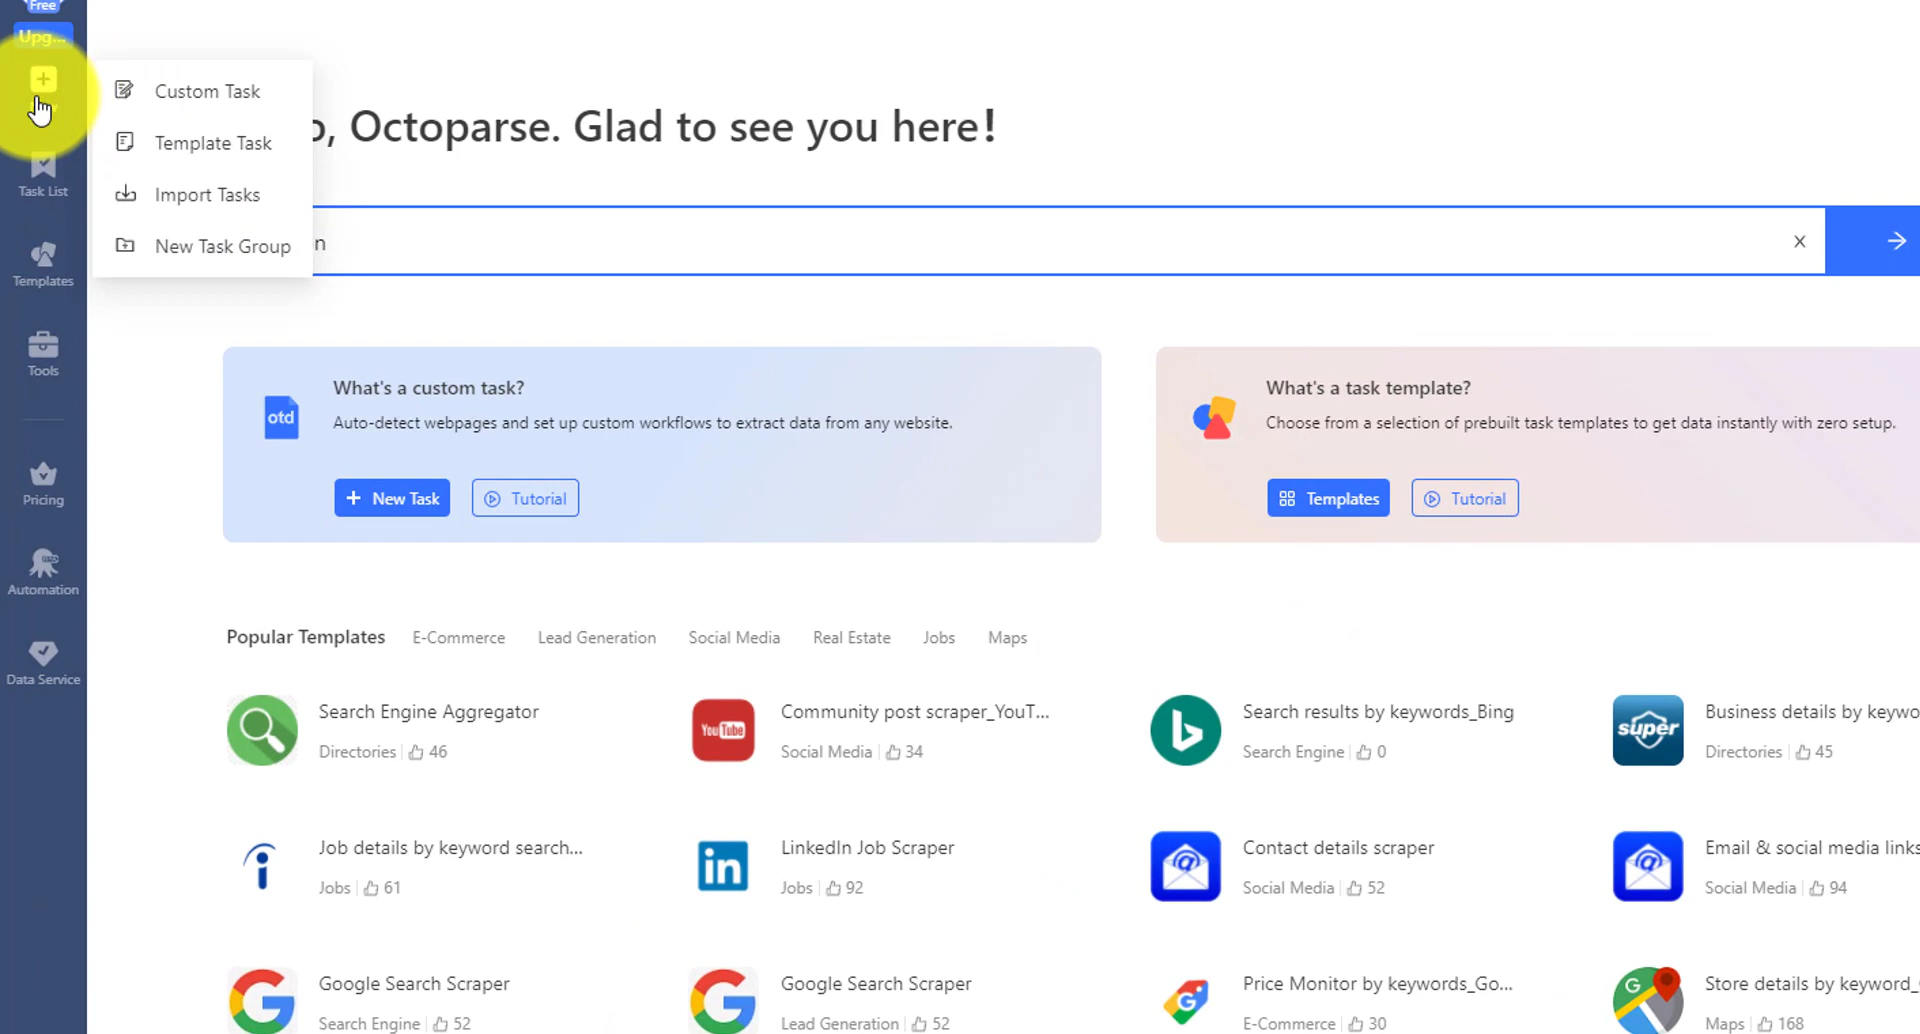 Free
Upg...
Task List
Templates
Tools
Pricing
Automation
Data Service
Custom Task
Template Task
Import Tasks
New Task Group
o, Octoparse. Glad to see you here!
n
x
otd
What's a custom task?
Auto-detect webpages and set up custom workflows to extract data from any website.
+ New Task
Tutorial
What's a task template?
Choose from a selection of prebuilt task templates to get data instantly with zero setup.
Templates
Tutorial
Popular Templates E-Commerce Lead Generation Social Media Real Estate Jobs Maps
Search Engine Aggregator
Directories 46
YouTube
Community post scraper_YouT...
Social Media 34
Search results by keywords_Bing
Search Engine 0
super
Business details by keywo
Directories 45
Job details by keyword search...
Jobs 61
in
LinkedIn Job Scraper
Jobs 92
@
Contact details scraper
Social Media 52
@
Email & social media links
Social Media 94
G
Google Search Scraper
Search Engine 52
G
Google Search Scraper
Lead Generation 52
G
Price Monitor by keywords_Go...
E-Commerce 30
G
Store details by keyword_
Maps 168